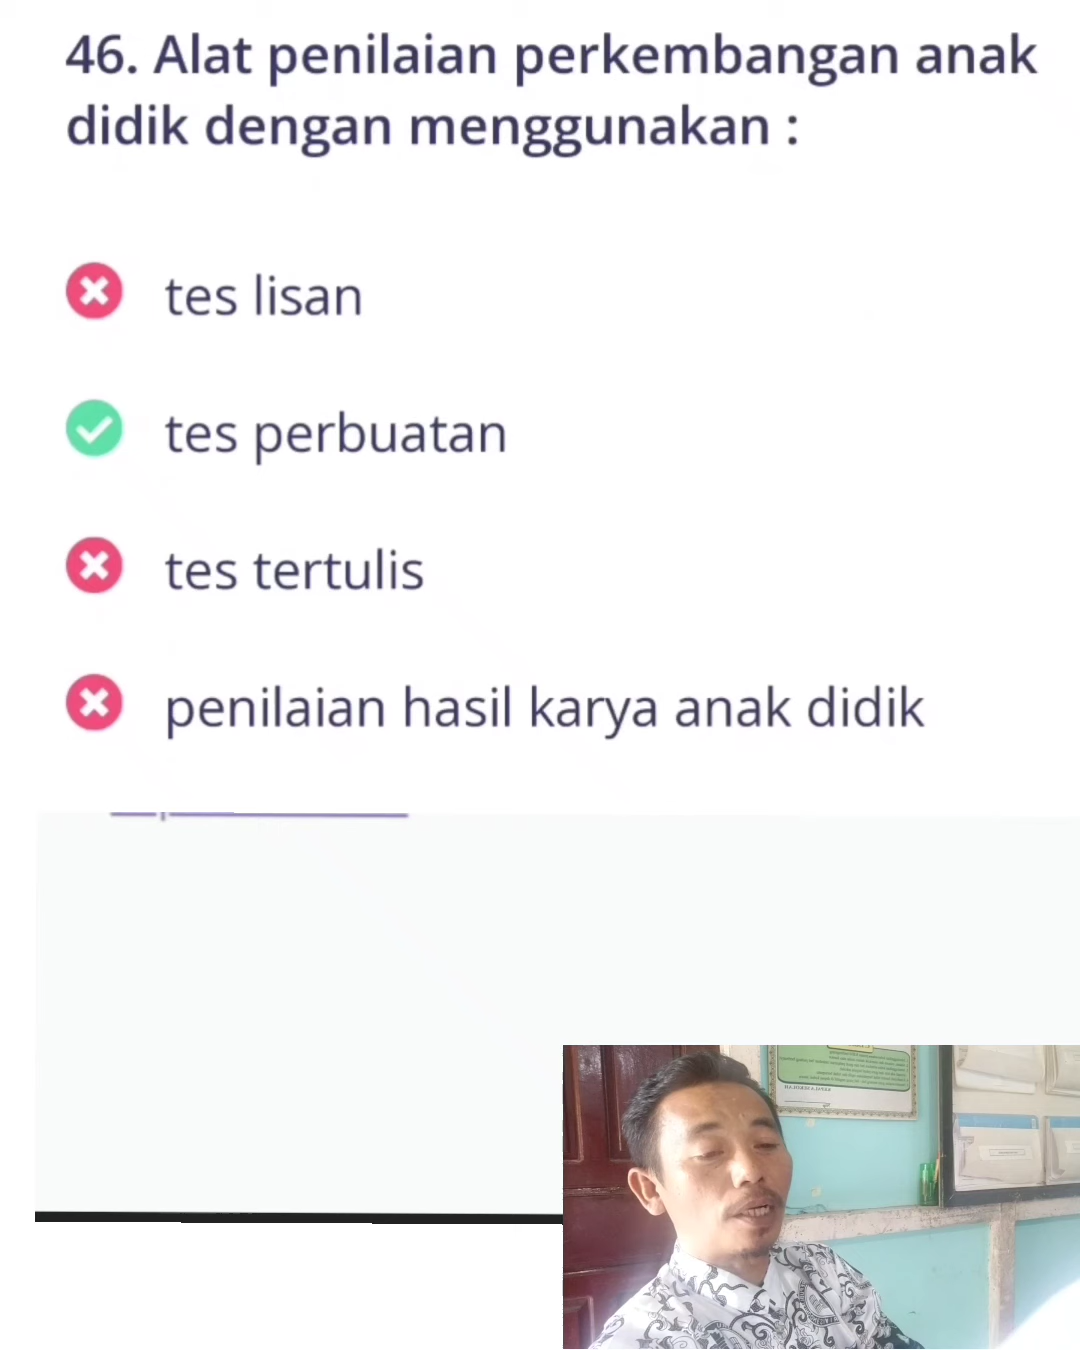 46. Alat penilaian perkembangan anak
didik dengan menggunakan :
tes lisan
tes perbuatan
tes tertulis
penilaian hasil karya anak didik